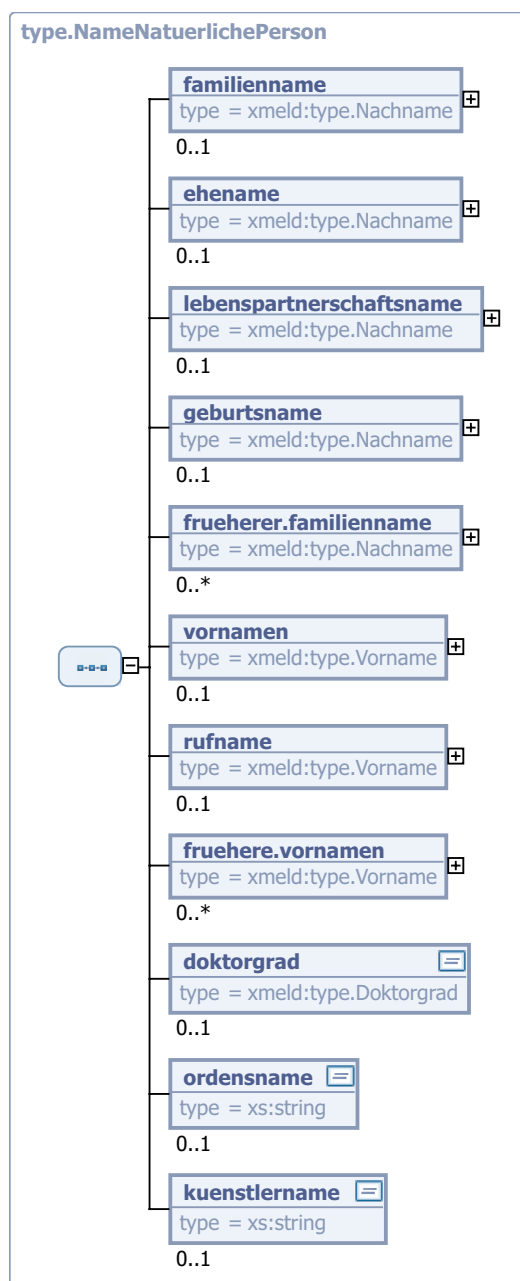 type.NameNatuerlichePerson
familienname
type = xmeld:type.Nachname
0..1
ehename
type = xmeld:type.Nachname
0..1
lebenspartnerschaftsname
type = xmeld:type.Nachname
0..1
geburtsname
type = xmeld:type.Nachname
0..1
frueherer.familienname
type = xmeld:type.Nachname
0..*
vornamen
type = xmeld:type.Vorname
0..1
rufname
type = xmeld:type.Vorname
0..1
fruehere.vornamen
type = xmeld:type.Vorname
0..*
doktorgrad
type = xmeld:type.Doktorgrad
0..1
ordensname
type = xs:string
0..1
kuenstlername
type = xs:string
0..1